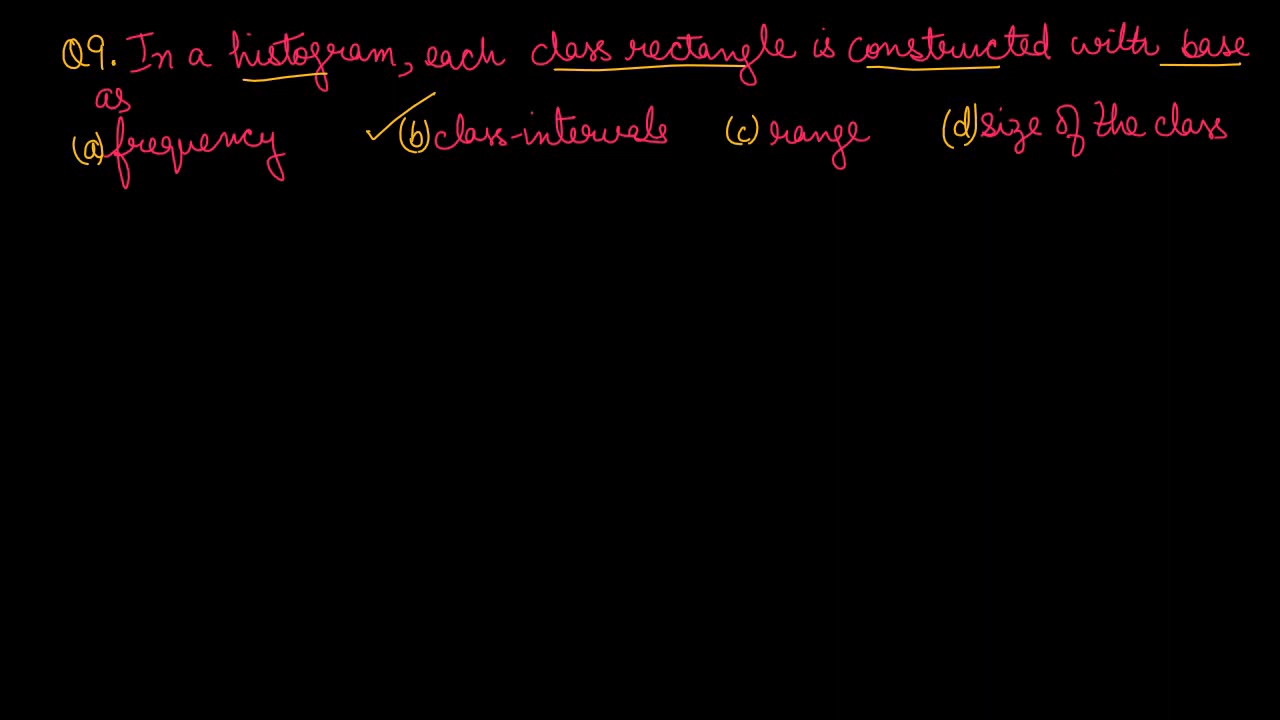 Q9. In a histogram, each class rectangle is constructed with base
as
(a) frequency (b) class-intervals (c) range (d) size of the class